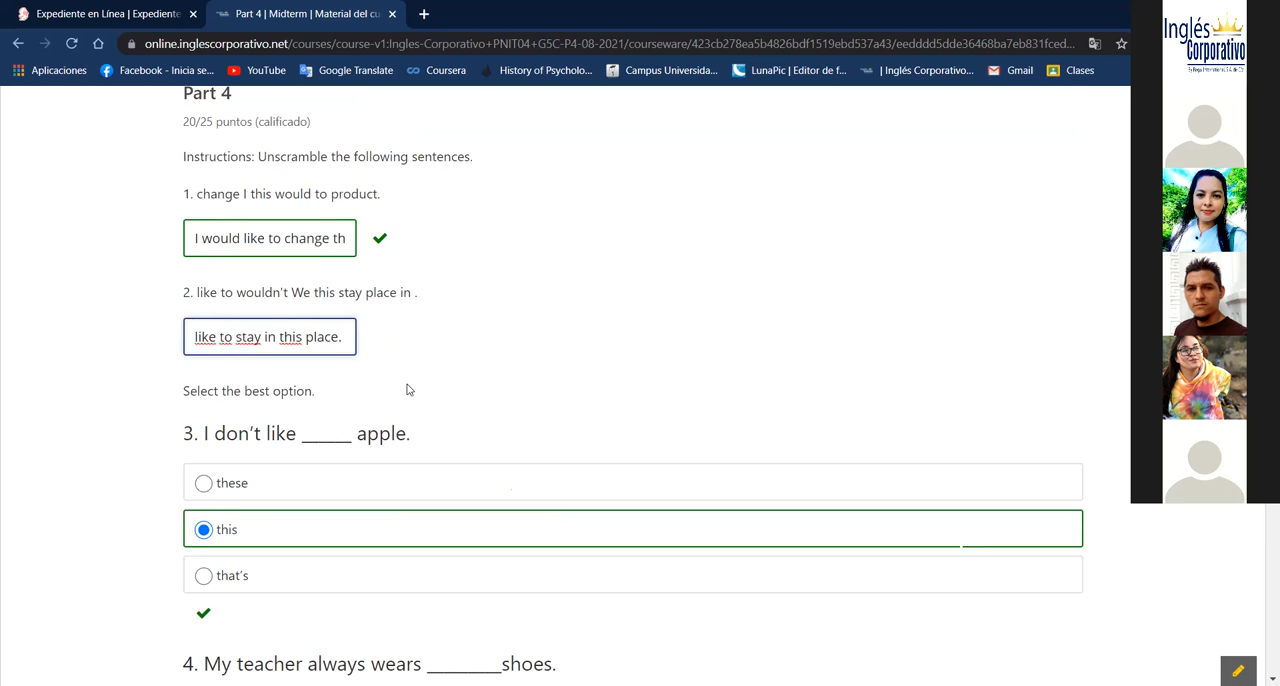 Expediente en Línea | Expediente
Part 4 | Midterm | Material del cu
online.inglescorporativo.net/courses/course-v1:Ingles-Corporativo+PNIT04+G5C-P4-08-2021/courseware/423cb278ea5b4826bdf1519ebd537a43/eedddd5dde36468ba7eb831fced...
Aplicaciones
Facebook - Inicia se...
YouTube
Google Translate
Coursera
History of Psycholo...
Campus Universida...
LunaPic | Editor de f...
| Inglés Corporativo...
Gmail
Clases
Inglés
Corporativo
Part 4
20/25 puntos (calificado)
Instructions: Unscramble the following sentences.
1. change I this would to product.
I would like to change th
2. like to wouldn't We this stay place in .
like to stay in this place.
Select the best option.
3. I don't like ______ apple.
these
this
that's
4. My teacher always wears _________shoes.